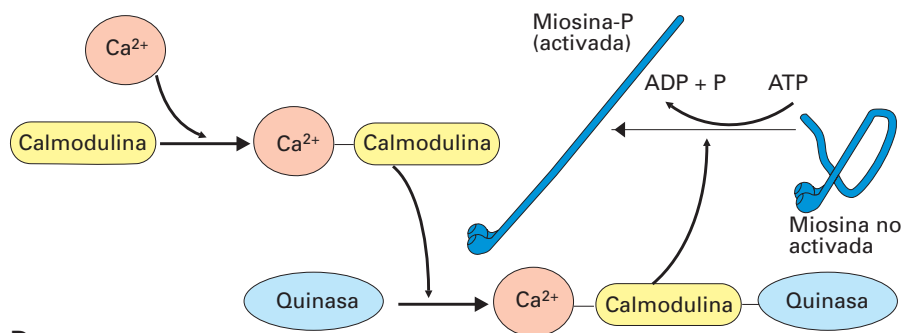 Miosina-P
(activada)
Ca²⁺
ADP + P
ATP
Calmodulina
Ca²⁺
Calmodulina
Miosina no
activada
Quinasa
Ca²⁺
Calmodulina
Quinasa